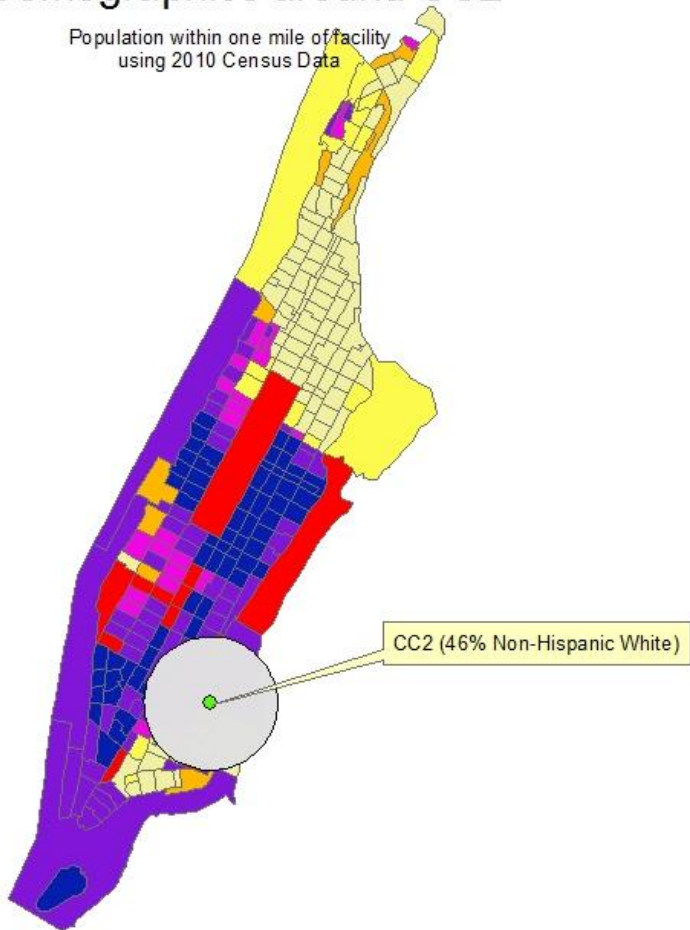 Population within one mile of facility
using 2010 Census Data
CC2 (46% Non-Hispanic White)